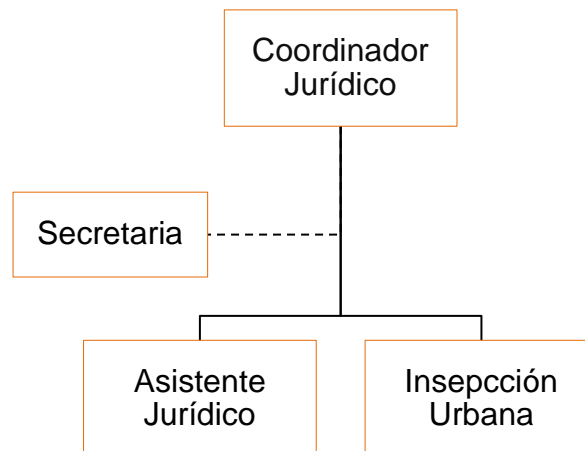 Coordinador
Jurídico
Secretaria
Asistente
Jurídico
Insepcción
Urbana